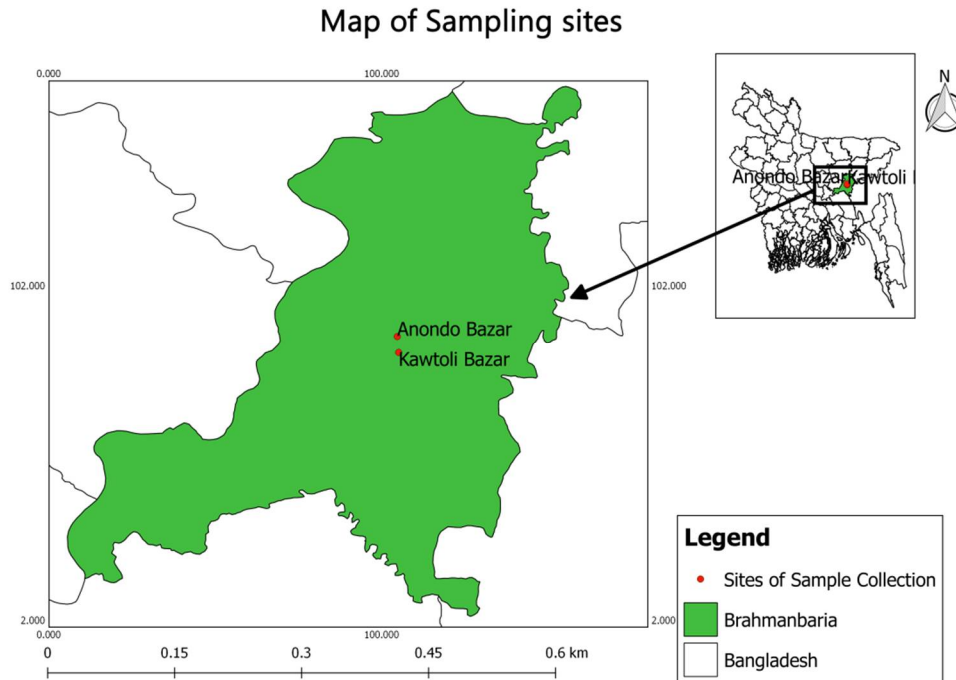 Map of Sampling sites
0.000 100.000
N
Anondo Bazar Kawtoli
102.000 102.000
Anondo Bazar
Kawtoli Bazar
2.000 2.000
0.000 100.000
0 0.15 0.3 0.45 0.6 km
Legend
Sites of Sample Collection
Brahmanbaria
Bangladesh